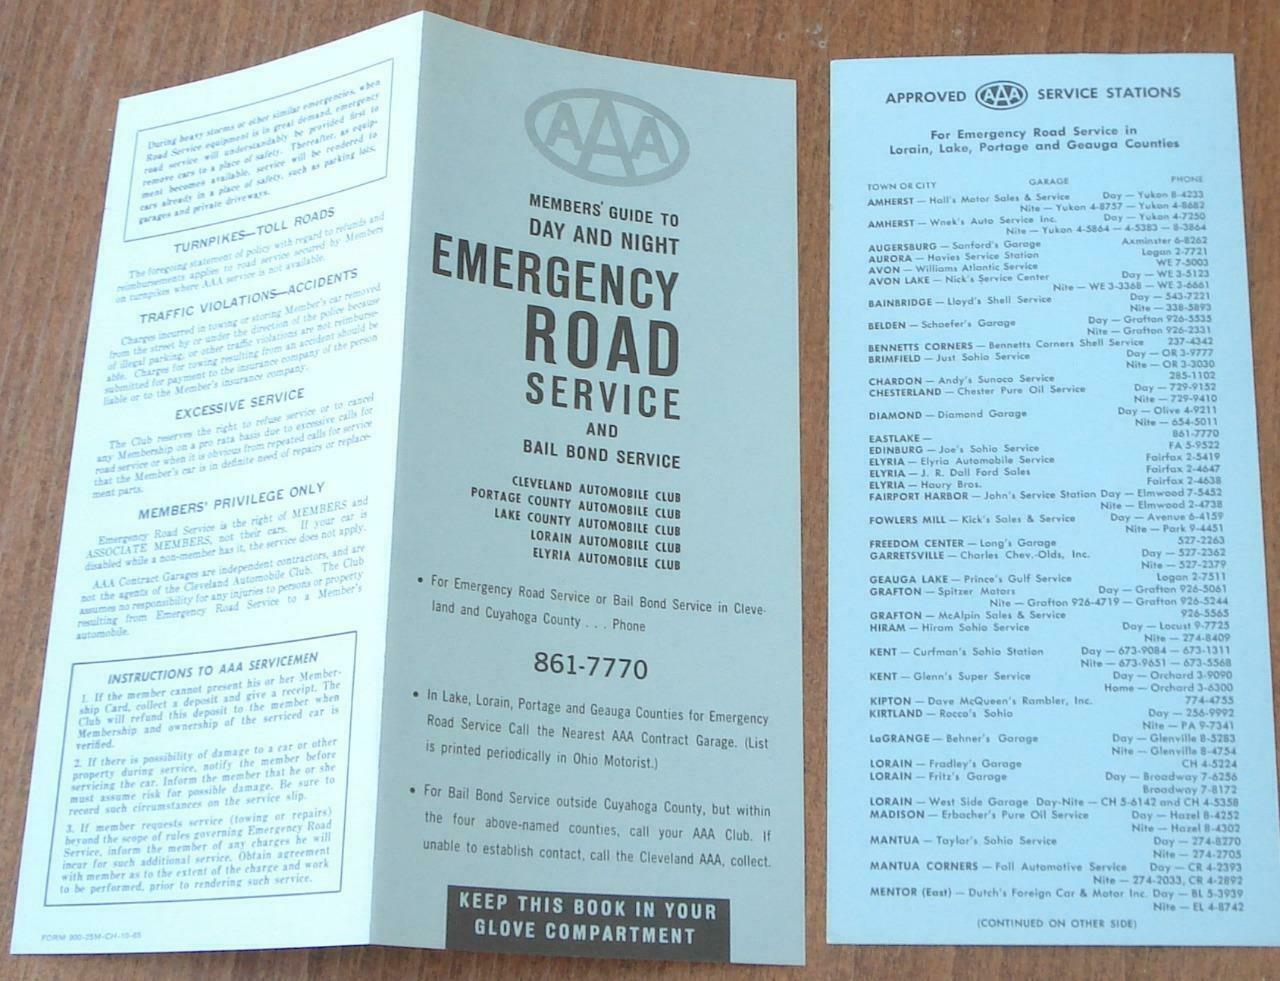 During heavy storms or other similar emergencies, when
Road Service equipment is in great demand, emergency
road service will understandably be provided first to
remove cars to a place of safety. Thereafter, as equip-
ment becomes available, service will be rendered to
cars already in a place of safety, such as parking lots,
garages and private driveways.
TURNPIKES—TOLL ROADS
The foregoing statement of policy with regard to refunds and
reimbursements applies to road service secured by Members
on turnpikes where AAA service is not available.
TRAFFIC VIOLATIONS—ACCIDENTS
Charges incurred in towing or storing Member's car removed
from the street by or under the direction of the police because
of illegal parking, or other traffic violations are not reimburse-
able. Charges for towing resulting from an accident should be
submitted for payment to the insurance company of the person
liable or to the Member's insurance company.
EXCESSIVE SERVICE
The Club reserves the right to refuse service or to cancel
any Membership on a pro rata basis due to excessive calls for
road service or when it is obvious from repeated calls for service
that the Member's car is in definite need of repairs or replace-
ment parts.
MEMBERS' PRIVILEGE ONLY
Emergency Road Service is the right of MEMBERS and
ASSOCIATE MEMBERS, not their cars. If your car is
disabled while a non-member has it, the service does not apply.
AAA Contract Garages are independent contractors, and are
not the agents of the Cleveland Automobile Club. The Club
assumes no responsibility for any injuries to persons or property
resulting from Emergency Road Service to a Member's
automobile.
INSTRUCTIONS TO AAA SERVICEMEN
1. If the member cannot present his or her Member-
ship Card, collect a deposit and give a receipt. The
Club will refund this deposit to the member when
Membership and ownership of the serviced car is
verified.
2. If there is possibility of damage to a car or other
property during service, notify the member before
servicing the car. Inform the member that he or she
must assume risk for possible damage. Be sure to
record such circumstances on the service slip.
3. If member requests service (towing or repairs)
beyond the scope of rules governing Emergency Road
Service, inform the member of any charges he will
incur for such additional service. Obtain agreement
with member as to the extent of the charge and work
to be performed, prior to rendering such service.
FORM 900-25M-CH-10-65
AAA
MEMBERS' GUIDE TO
DAY AND NIGHT
EMERGENCY
ROAD
SERVICE
AND
BAIL BOND SERVICE
CLEVELAND AUTOMOBILE CLUB
PORTAGE COUNTY AUTOMOBILE CLUB
LAKE COUNTY AUTOMOBILE CLUB
LORAIN AUTOMOBILE CLUB
ELYRIA AUTOMOBILE CLUB
• For Emergency Road Service or Bail Bond Service in Cleve-
land and Cuyahoga County . . . Phone
861-7770
• In Lake, Lorain, Portage and Geauga Counties for Emergency
Road Service Call the Nearest AAA Contract Garage. (List
is printed periodically in Ohio Motorist.)
• For Bail Bond Service outside Cuyahoga County, but within
the four above-named counties, call your AAA Club. If
unable to establish contact, call the Cleveland AAA, collect.
KEEP THIS BOOK IN YOUR
GLOVE COMPARTMENT
APPROVED AAA SERVICE STATIONS
For Emergency Road Service in
Lorain, Lake, Portage and Geauga Counties
TOWN OR CITY GARAGE PHONE
AMHERST — Hall's Motor Sales & Service Day — Yukon 8-4233
Nite — Yukon 4-8757 — Yukon 4-8682
AMHERST — Wnek's Auto Service Inc. Day — Yukon 4-7250
Nite — Yukon 4-5864 — 4-5383 — 8-3864
AUGERSBURG — Sanford's Garage Axminster 6-8262
AURORA — Havies Service Station Logan 2-7721
AVON — Williams Atlantic Service WE 7-5003
AVON LAKE — Nick's Service Center Day — WE 3-5123
Nite — WE 3-3368 — WE 3-6661
BAINBRIDGE — Lloyd's Shell Service Day — 543-7221
Nite — 338-5893
BELDEN — Schaefer's Garage Day — Grafton 926-5535
Nite — Grafton 926-2331
BENNETTS CORNERS — Bennetts Corners Shell Service 237-4342
BRIMFIELD — Just Sohio Service Day — OR 3-9777
Nite — OR 3-3030
CHARDON — Andy's Sunoco Service 285-1102
CHESTERLAND — Chester Pure Oil Service Day — 729-9152
Nite — 729-9410
DIAMOND — Diamond Garage Day — Olive 4-9211
Nite — 654-5011
EASTLAKE — 861-7770
EDINBURG — Joe's Sohio Service FA 5-9522
ELYRIA — Elyria Automobile Service Fairfax 2-5419
ELYRIA — J. R. Dall Ford Sales Fairfax 2-4647
ELYRIA — Haury Bros. Fairfax 2-4638
FAIRPORT HARBOR — John's Service Station Day — Elmwood 7-5452
Nite — Elmwood 2-4738
FOWLERS MILL — Kick's Sales & Service Day — Avenue 6-4159
Nite — Park 9-4451
FREEDOM CENTER — Long's Garage 527-2263
GARRETSVILLE — Charles Chev.-Olds, Inc. Day — 527-2362
Nite — 527-2379
GEAUGA LAKE — Prince's Gulf Service Logan 2-7511
GRAFTON — Spitzer Motors Day — Grafton 926-5061
Nite — Grafton 926-4719 — Grafton 926-5244
GRAFTON — McAlpin Sales & Service 926-5565
HIRAM — Hiram Sohio Service Day — Locust 9-7725
Nite — 274-8409
KENT — Curfman's Sohio Station Day — 673-9084 — 673-1311
Nite — 673-9651 — 673-5568
KENT — Glenn's Super Service Day — Orchard 3-9090
Home — Orchard 3-6300
KIPTON — Dave McQueen's Rambler, Inc. 774-4755
KIRTLAND — Rocco's Sohio Day — 256-9992
Nite — PA 9-7341
LaGRANGE — Behner's Garage Day — Glenville 8-5283
Nite — Glenville 8-4754
LORAIN — Fradley's Garage CH 4-5224
LORAIN — Fritz's Garage Day — Broadway 7-6256
Broadway 7-8172
LORAIN — West Side Garage Day-Nite — CH 5-6142 and CH 4-5358
MADISON — Erbacher's Pure Oil Service Day — Hazel 8-4252
Nite — Hazel 8-4302
MANTUA — Taylor's Sohio Service Day — 274-8270
Nite — 274-2705
MANTUA CORNERS — Fall Automotive Service Day — CR 4-2393
Nite — 274-2033, CR 4-2892
MENTOR (East) — Dutch's Foreign Car & Motor Inc. Day — BL 5-3939
Nite — EL 4-8742
(CONTINUED ON OTHER SIDE)